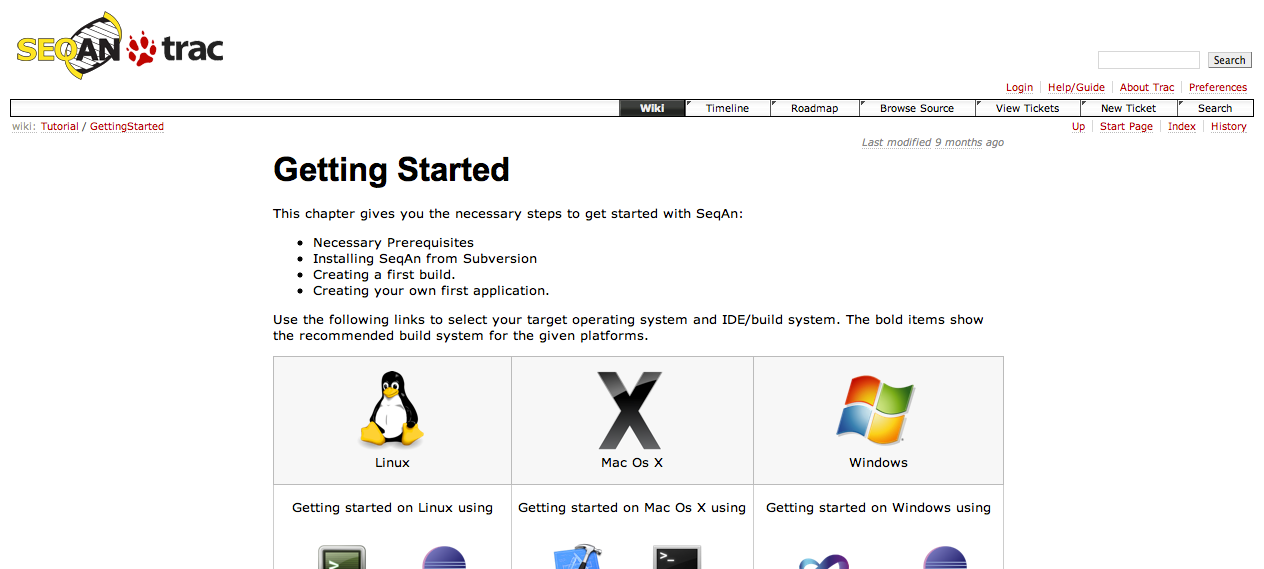 SEQAN trac
Search
Login Help/Guide About Trac Preferences
Wiki Timeline Roadmap Browse Source View Tickets New Ticket Search
wiki: Tutorial / GettingStarted
Up Start Page Index History
Last modified 9 months ago
Getting Started
This chapter gives you the necessary steps to get started with SeqAn:
• Necessary Prerequisites
• Installing SeqAn from Subversion
• Creating a first build.
• Creating your own first application.
Use the following links to select your target operating system and IDE/build system. The bold items show
the recommended build system for the given platforms.
Linux Mac Os X Windows
Getting started on Linux using Getting started on Mac Os X using Getting started on Windows using